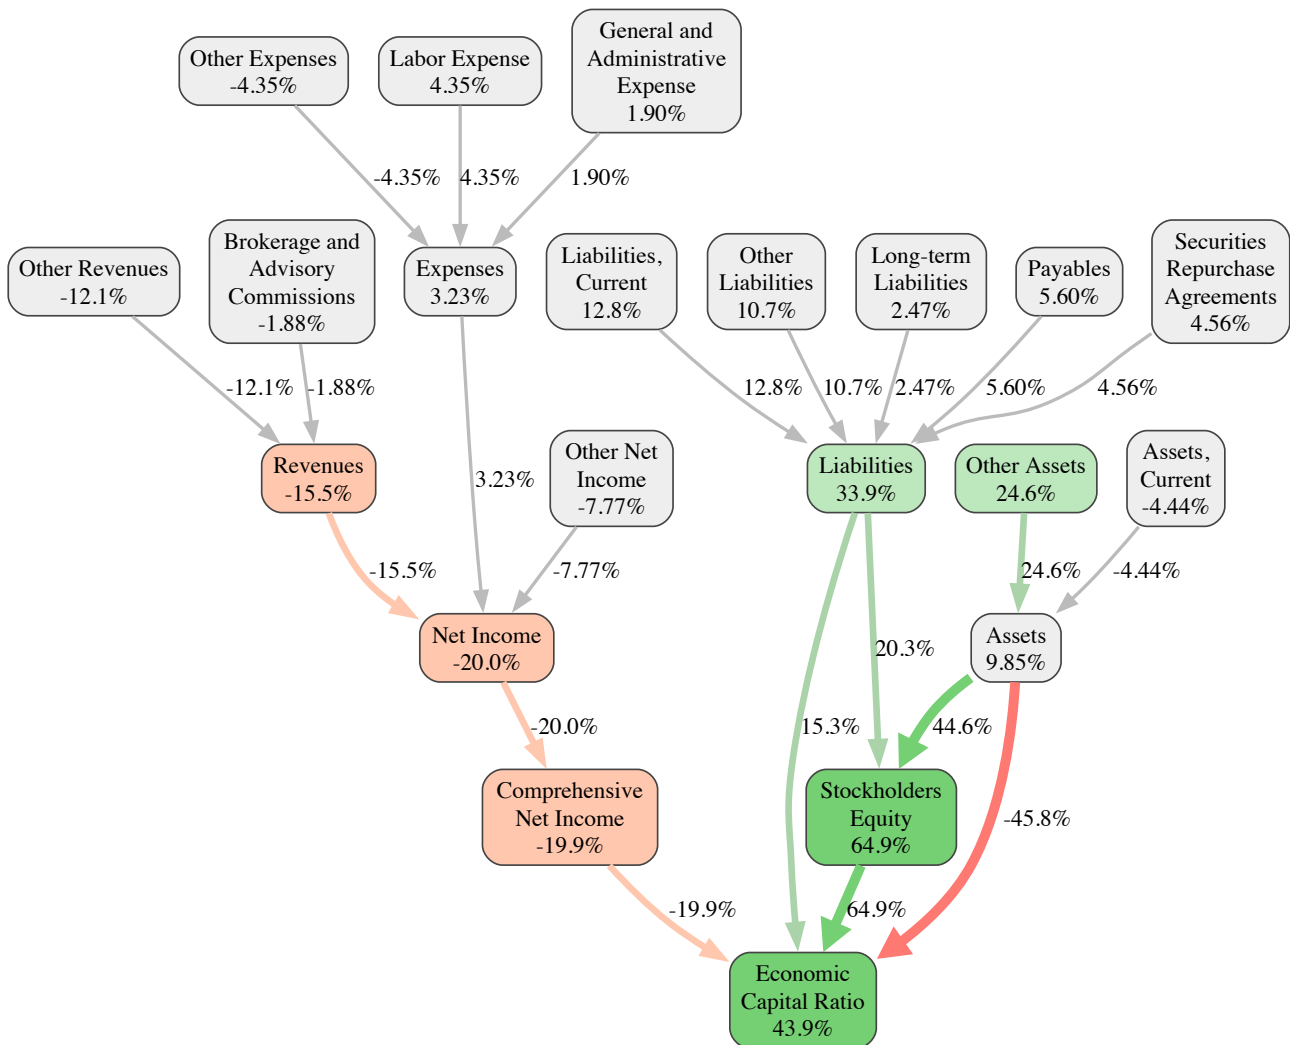 General and
Administrative
Expense
1.90%
Other Expenses
-4.35%
Labor Expense
4.35%
-4.35%
4.35%
1.90%
Other Revenues
-12.1%
Brokerage and
Advisory
Commissions
-1.88%
Expenses
3.23%
Liabilities,
Current
12.8%
Other
Liabilities
10.7%
Long-term
Liabilities
2.47%
Payables
5.60%
Securities
Repurchase
Agreements
4.56%
-12.1%
-1.88%
12.8%
10.7%
2.47%
5.60%
4.56%
Revenues
-15.5%
3.23%
Other Net
Income
-7.77%
Liabilities
33.9%
Other Assets
24.6%
Assets,
Current
-4.44%
-15.5%
-7.77%
24.6%
-4.44%
Net Income
-20.0%
20.3%
Assets
9.85%
-20.0%
15.3%
44.6%
Comprehensive
Net Income
-19.9%
Stockholders
Equity
64.9%
-45.8%
-19.9%
64.9%
Economic
Capital Ratio
43.9%